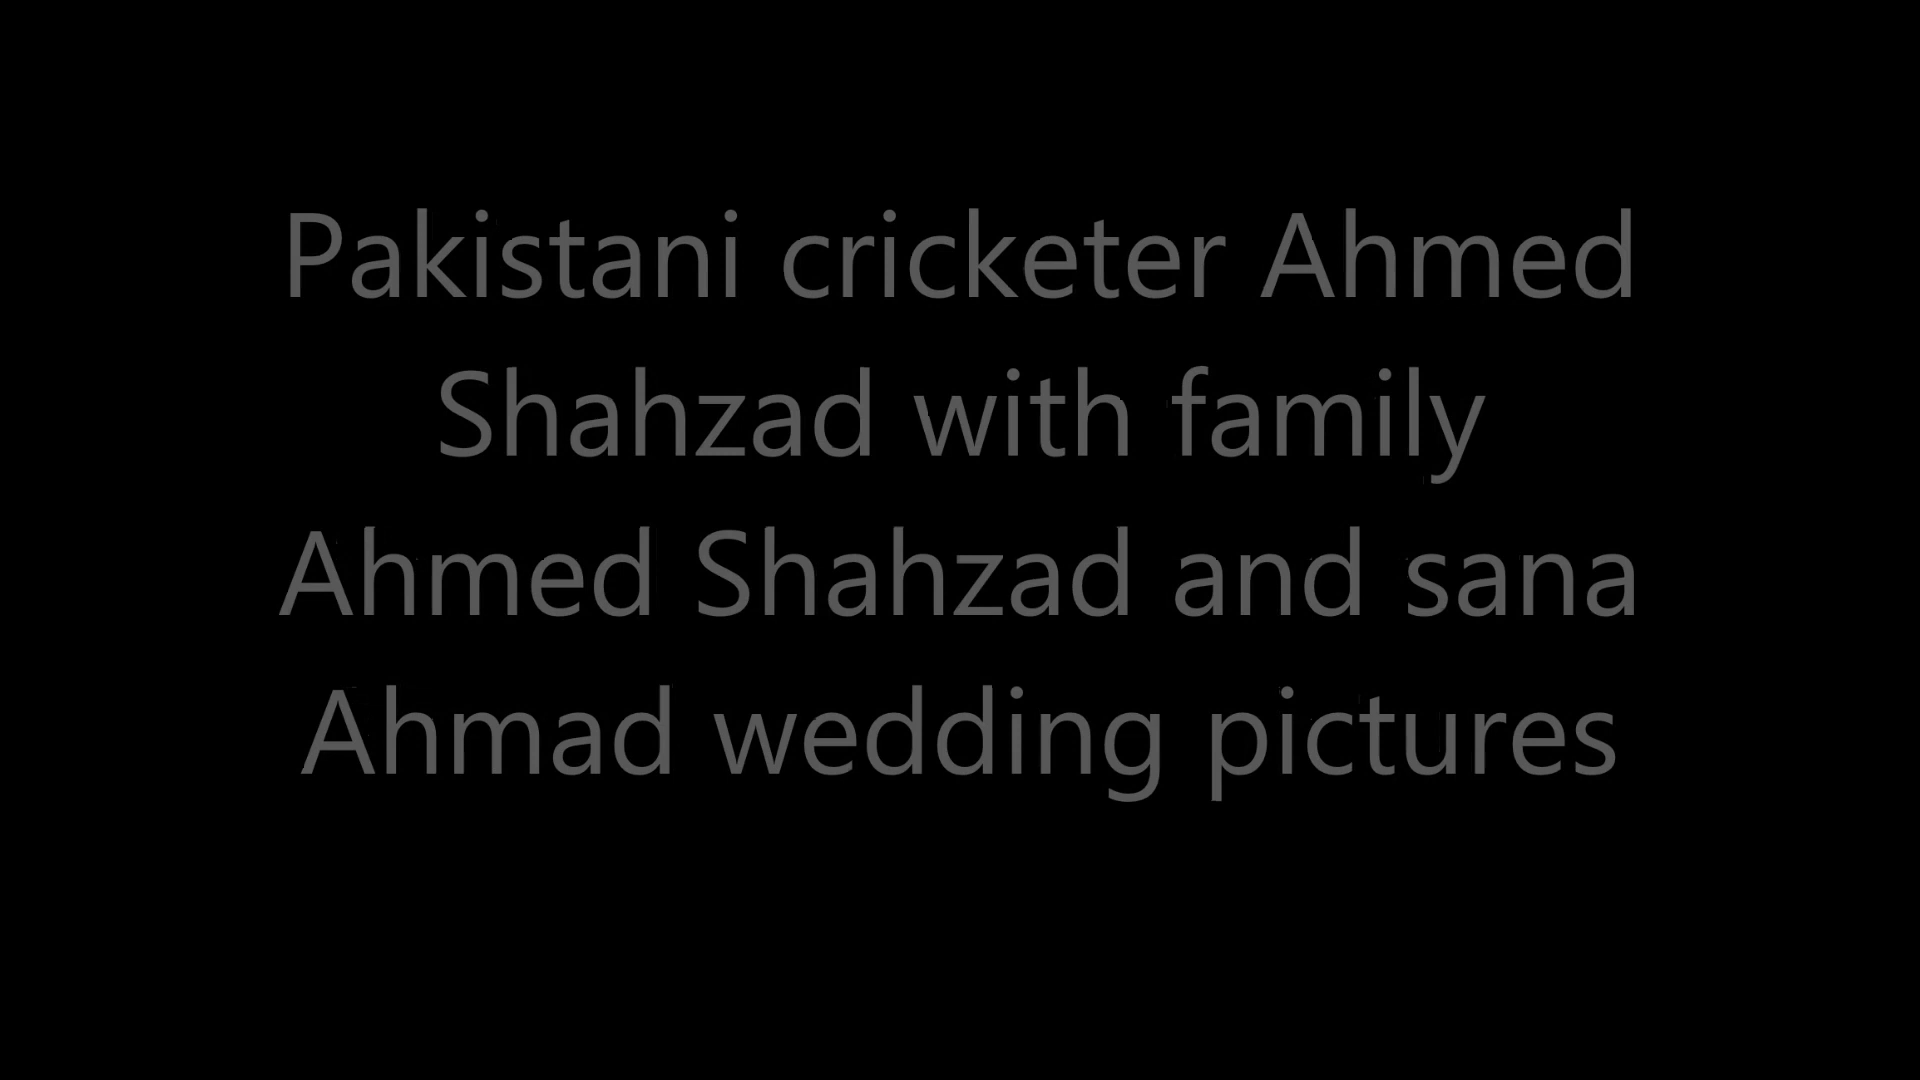 Pakistani cricketer Ahmed
Shahzad with family
Ahmed Shahzad and sana
Ahmad wedding pictures